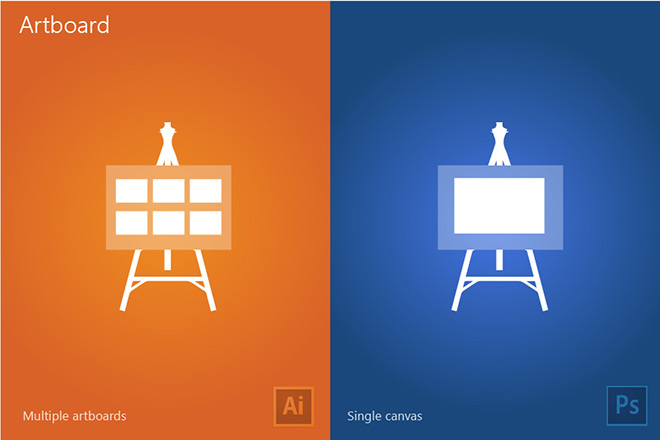 Artboard
Multiple artboards
Ai
Single canvas
Ps